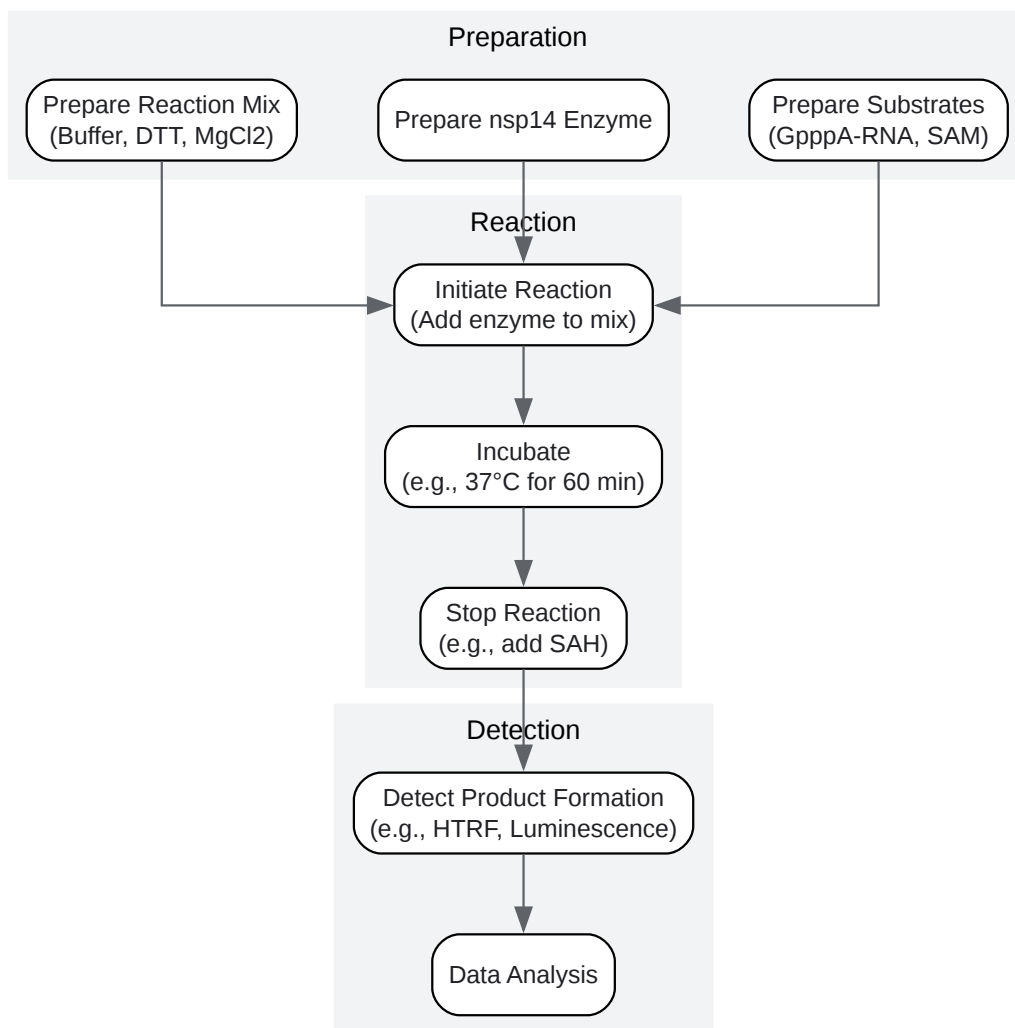 Preparation
Prepare Reaction Mix
(Buffer, DTT, MgCl2)
Prepare nsp14 Enzyme
Prepare Substrates
(GpppA-RNA, SAM)
Reaction
Initiate Reaction
(Add enzyme to mix)
Incubate
(e.g., 37°C for 60 min)
Stop Reaction
(e.g., add SAH)
Detection
Detect Product Formation
(e.g., HTRF, Luminescence)
Data Analysis